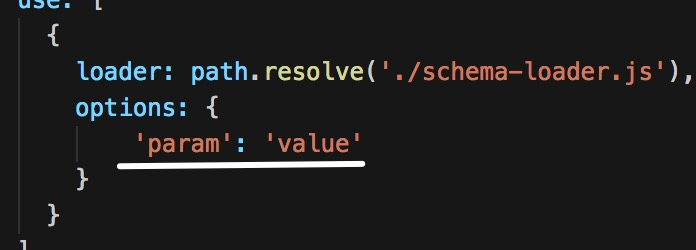 use: [
{
loader: path.resolve('./schema-loader.js'),
options: {
'param': 'value'
}
}
]